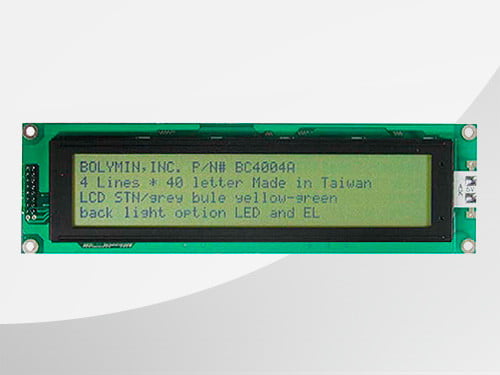 BOLYMIN,INC. P/N# BC4004A
4 Lines * 40 letter Made in Taiwan
LCD STN/grey bule yellow-green
back light option LED and EL